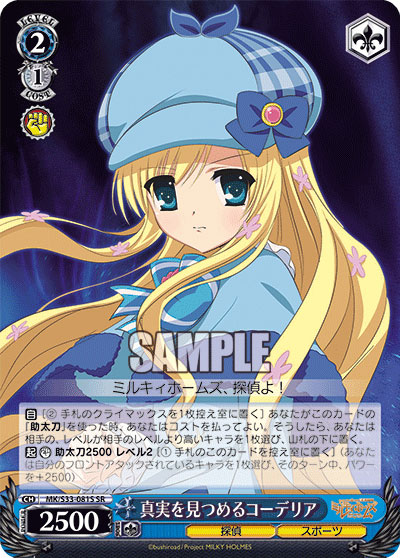 LEVEL
2
1
COST
SAMPLE
ミルキィホームズ、探偵よ！
自 [② 手札のクライマックスを1枚控え室に置く] あなたがこのカードの
『助太刀』を使った時、あなたはコストを払ってよい。そうしたら、あなたは
相手の、レベルが相手のレベルより高いキャラを1枚選び、山札の下に置く。
起 助太刀2500 レベル2 [① 手札のこのカードを控え室に置く] （あなた
は自分のフロントアタックされているキャラを1枚選び、そのターン中、パワー
を＋2500）
CH MK/S33-081S SR
2500
真実を見つめるコーデリア
探偵
スポーツ
©bushiroad / Project MILKY HOLMES